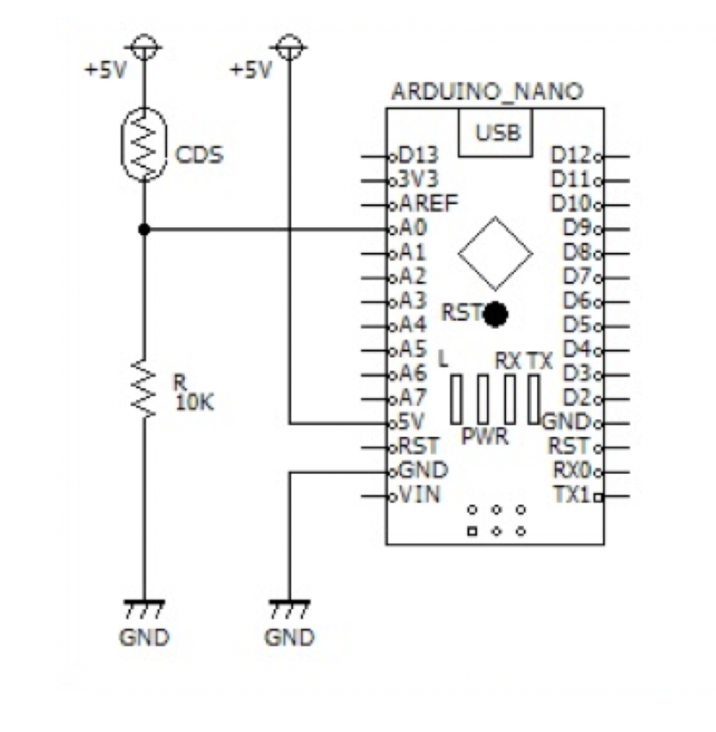 +5V
+5V
ARDUINO_NANO
USB
CDS
D13
3V3
AREF
A0
A1
A2
A3
A4
A5
A6
A7
5V
RST
GND
VIN
D12
D11
D10
D9
D8
D7
D6
D5
D4
D3
D2
GND
RST
RX0
TX1
RST
L
RX TX
PWR
R
10K
GND
GND